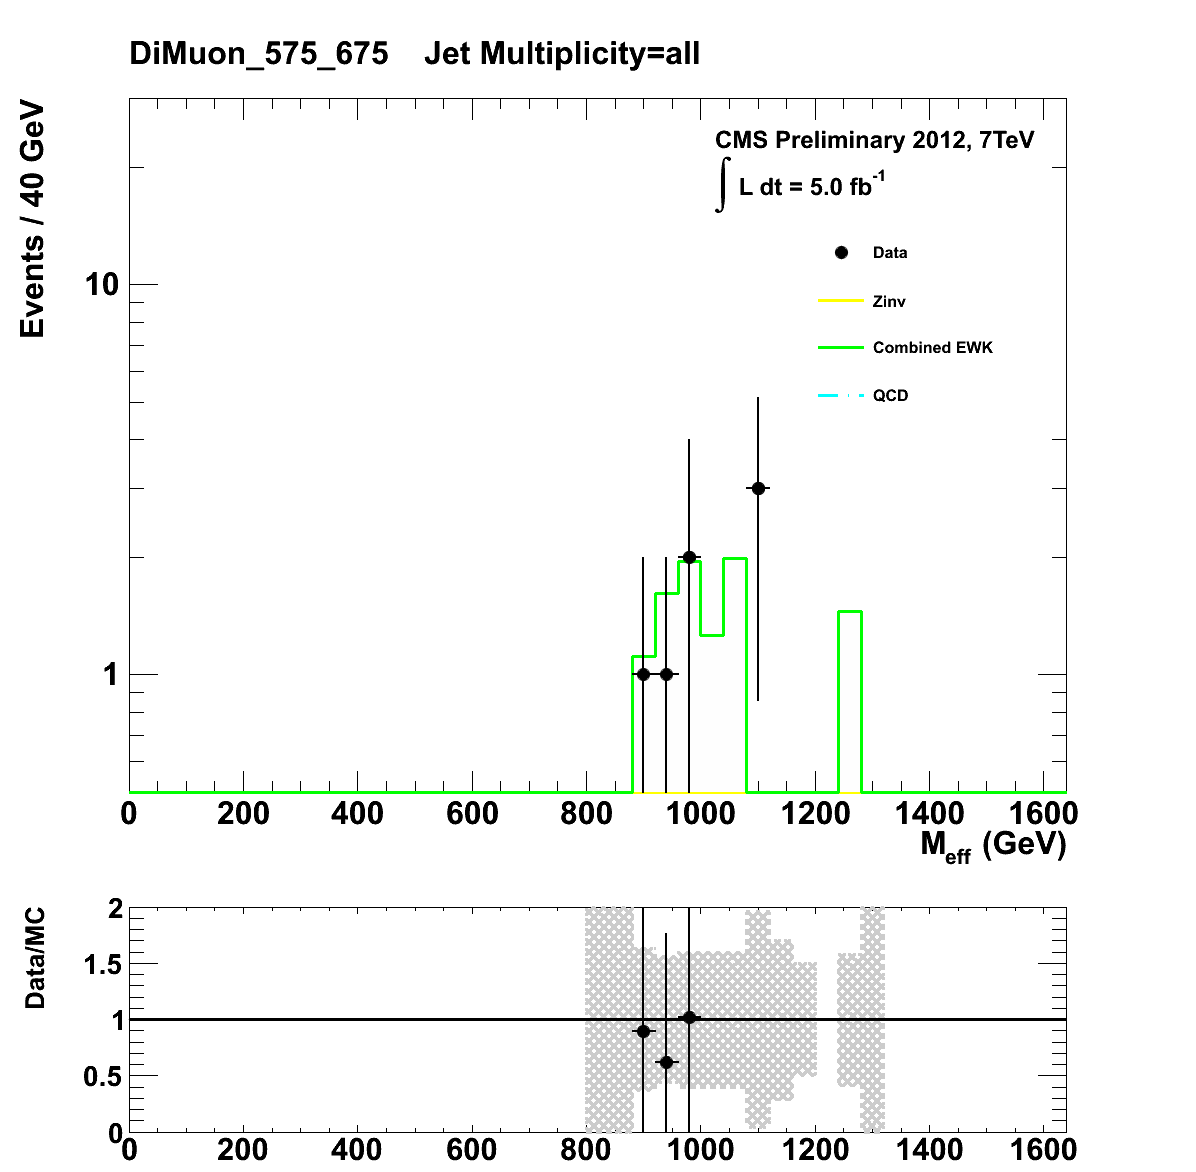 DiMuon_575_675 Jet Multiplicity=all
Events / 40 GeV
CMS Preliminary 2012, 7TeV
∫ L dt = 5.0 fb⁻¹
Data
Zinv
Combined EWK
QCD
10
1
0 200 400 600 800 1000 1200 1400 1600
M_eff (GeV)
Data/MC
2
1.5
1
0.5
0
0 200 400 600 800 1000 1200 1400 1600